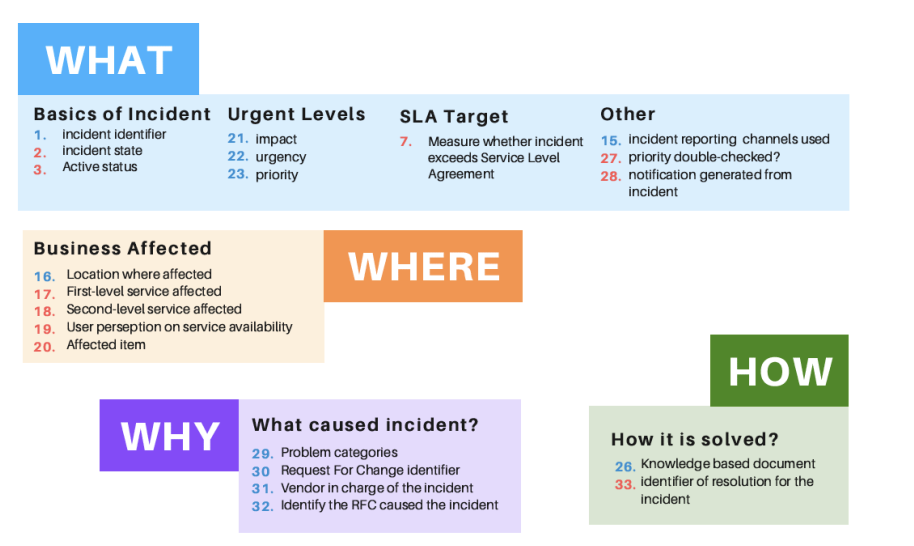 WHAT
Basics of Incident
1. incident identifier
2. incident state
3. Active status
Urgent Levels
21. impact
22. urgency
23. priority
SLA Target
7. Measure whether incident
exceeds Service Level
Agreement
Other
15. incident reporting channels used
27. priority double-checked?
28. notification generated from
incident
Business Affected
16. Location where affected
17. First-level service affected
18. Second-level service affected
19. User perseption on service availability
20. Affected item
WHERE
HOW
How it is solved?
26. Knowledge based document
33. identifier of resolution for the
incident
WHY
What caused incident?
29. Problem categories
30 Request For Change identifier
31. Vendor in charge of the incident
32. Identify the RFC caused the incident